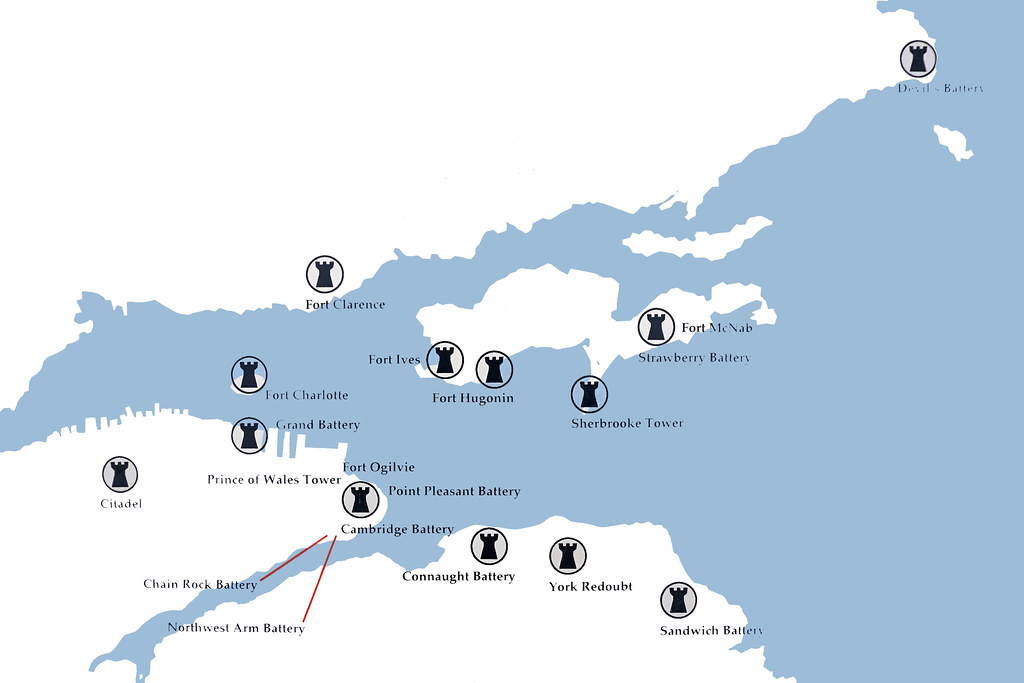 Devil's Battery
Fort Clarence
Fort McNab
Strawberry Battery
Fort Ives
Fort Hugonin
Fort Charlotte
Sherbrooke Tower
Grand Battery
Fort Ogilvie
Prince of Wales Tower
Point Pleasant Battery
Citadel
Cambridge Battery
Connaught Battery
Chain Rock Battery
York Redoubt
Northwest Arm Battery
Sandwich Battery